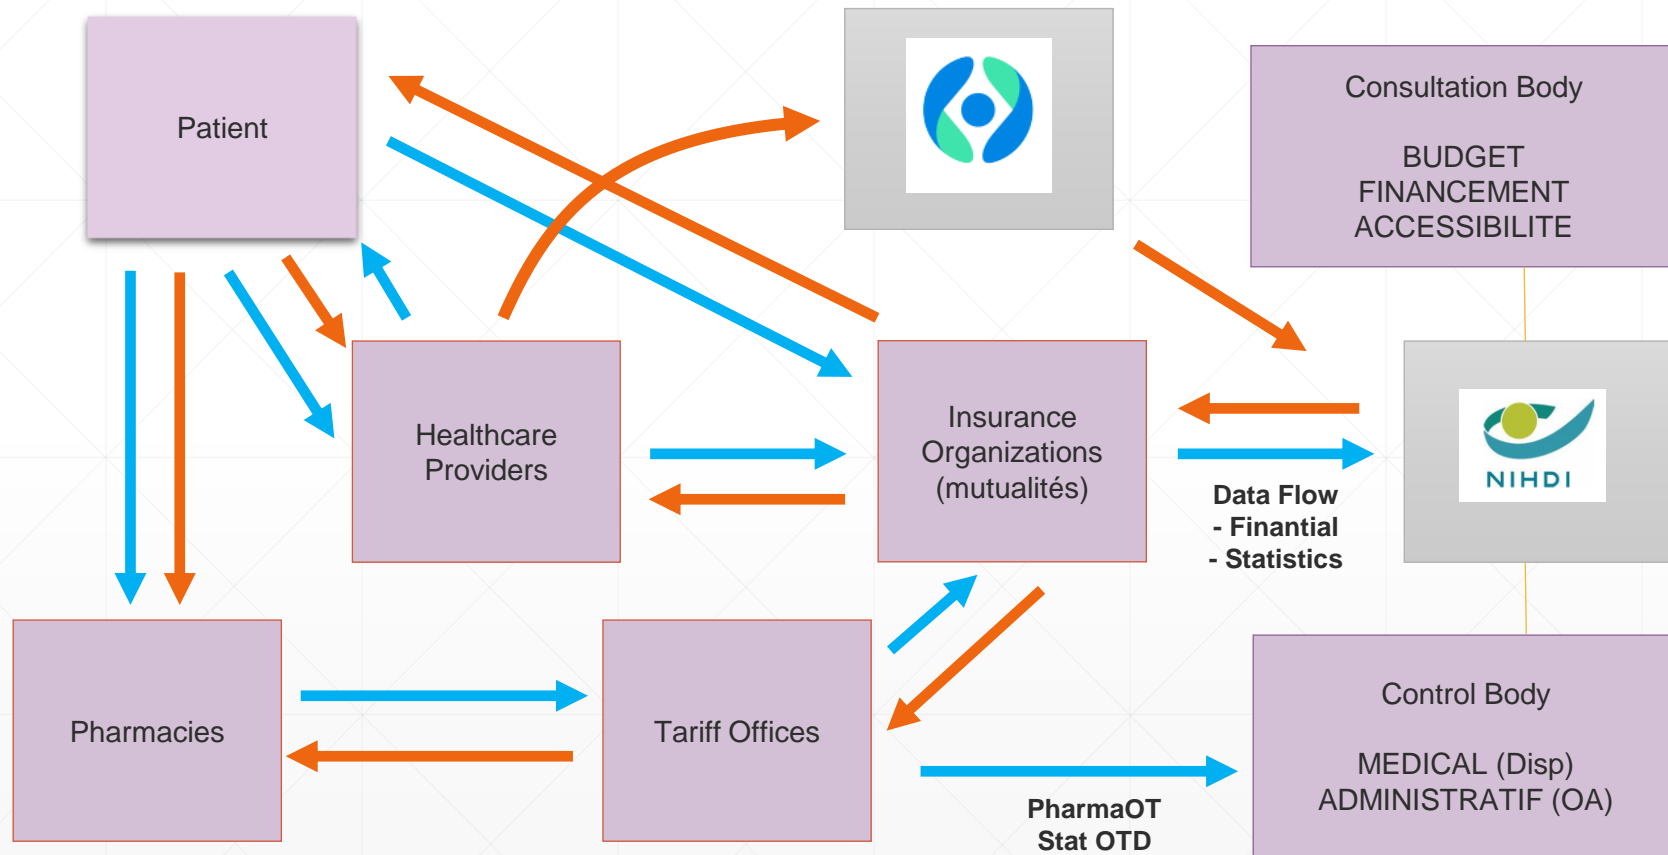 Patient
Consultation Body
BUDGET
FINANCEMENT
ACCESSIBILITE
Healthcare
Providers
Insurance
Organizations
(mutualités)
NIHDI
Data Flow
- Finantial
- Statistics
Pharmacies
Tariff Offices
Control Body
MEDICAL (Disp)
ADMINISTRATIF (OA)
PharmaOT
Stat OTD